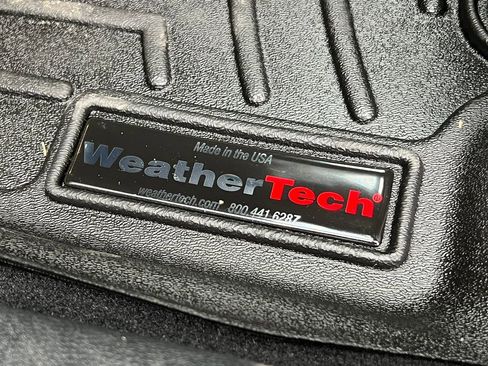 Made in the USA
WeatherTech®
weathertech.com 800.441.6287